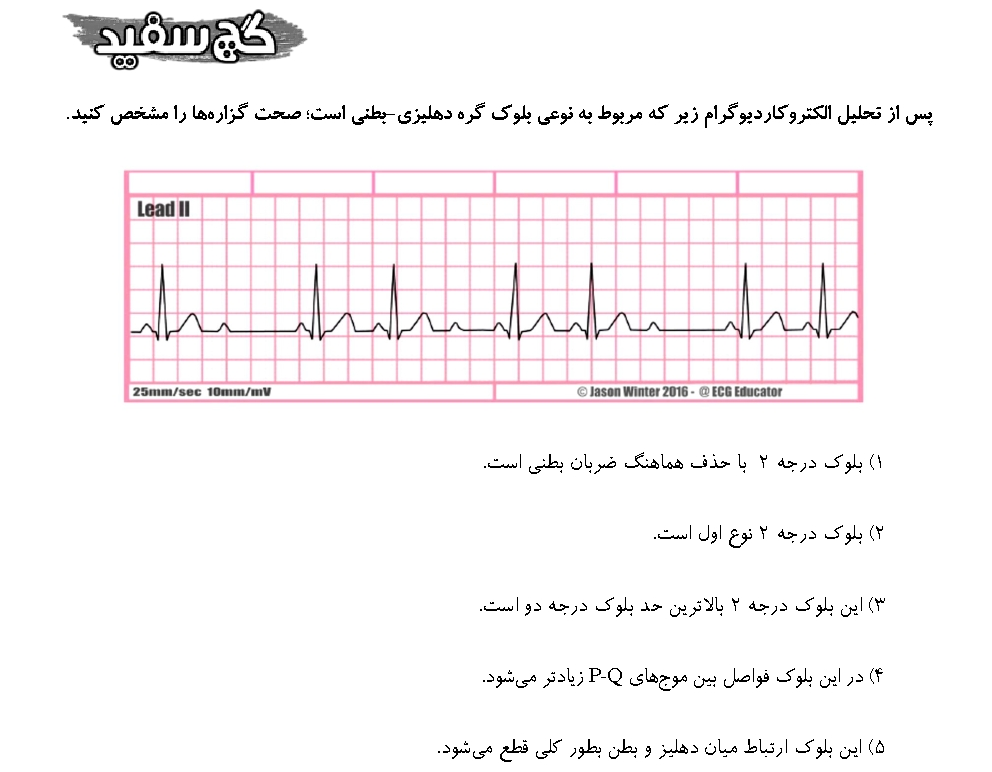 گچ سفید
پس از تحلیل الکتروکاردیوگرام زیر که مربوط به نوعی بلوک گره دهلیزی-بطنی است؛ صحت گزاره‌ها را مشخص کنید.
Lead II
25mm/sec 10mm/mV
© Jason Winter 2016 - @ ECG Educator
۱) بلوک درجه ۲ با حذف هماهنگ ضربان بطنی است.
۲) بلوک درجه ۲ نوع اول است.
۳) این بلوک درجه ۲ بالاترین حد بلوک درجه دو است.
۴) در این بلوک فواصل بین موج‌های P-Q زیادتر می‌شود.
۵) این بلوک ارتباط میان دهلیز و بطن بطور کلی قطع می‌شود.